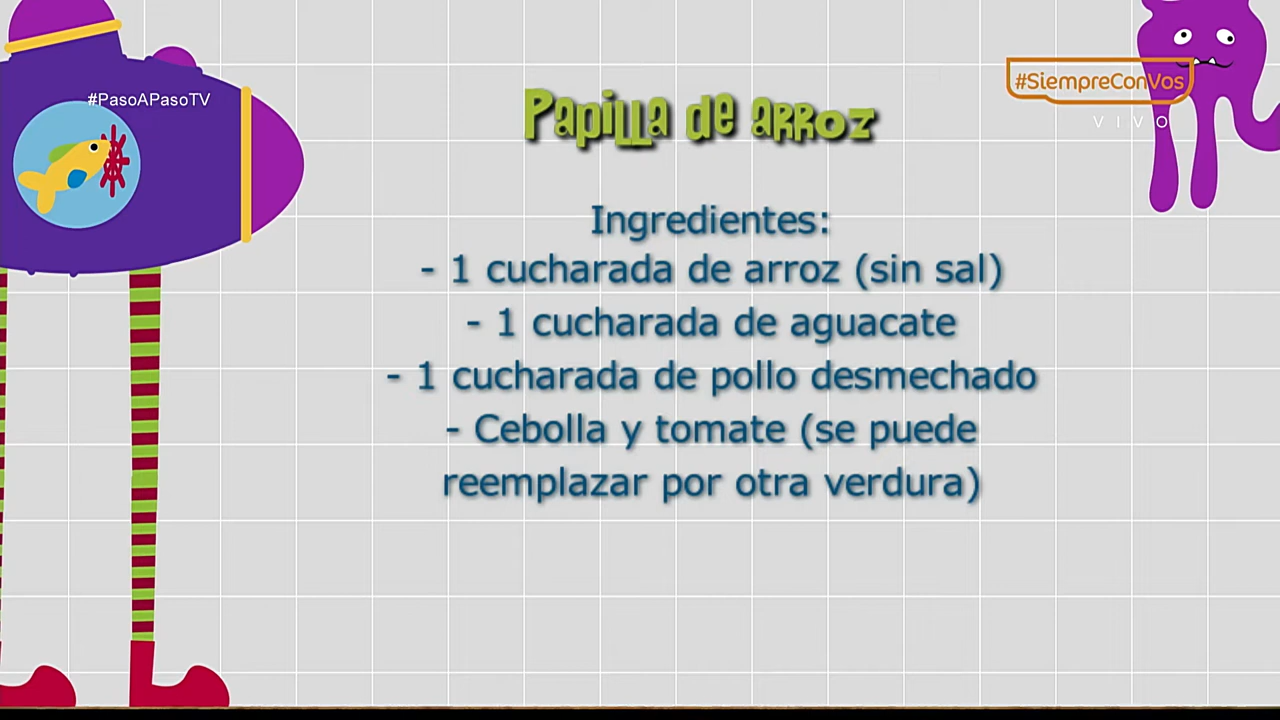 #PasoAPasoTV
#SiempreConVos
VIVO
Papilla de arroz
Ingredientes:
- 1 cucharada de arroz (sin sal)
- 1 cucharada de aguacate
- 1 cucharada de pollo desmechado
- Cebolla y tomate (se puede
reemplazar por otra verdura)